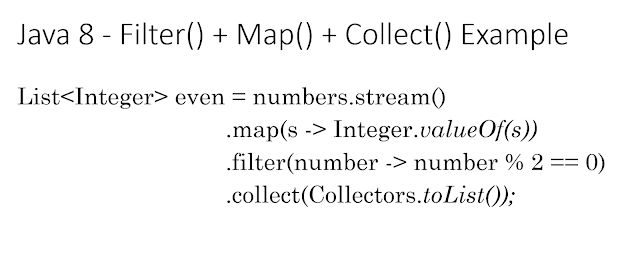 Java 8 - Filter() + Map() + Collect() Example
List<Integer> even = numbers.stream()
.map(s -> Integer.valueOf(s))
.filter(number -> number % 2 == 0)
.collect(Collectors.toList());